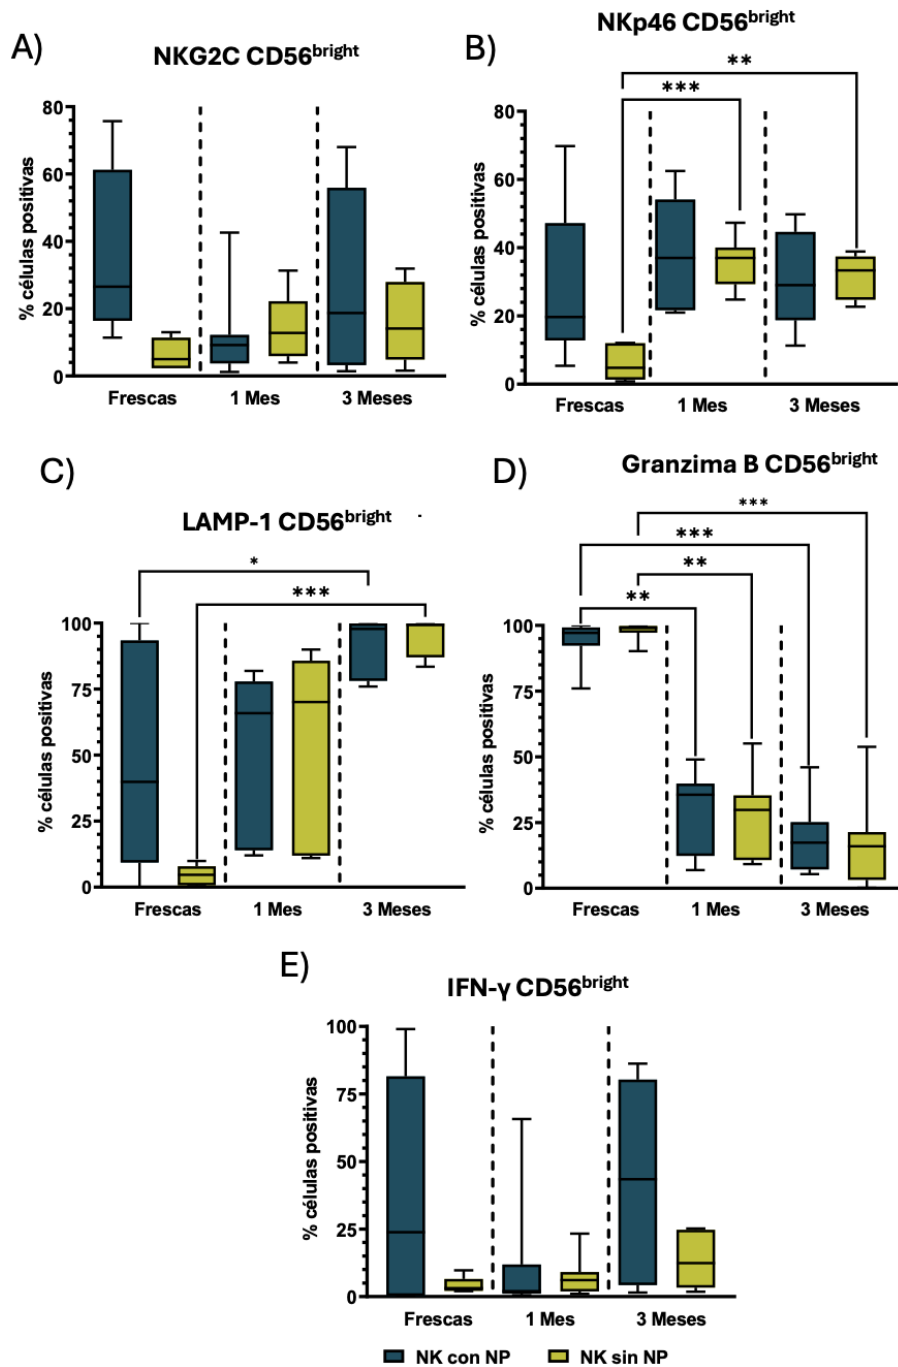 A)
NKG2C CD56bright
% células positivas
80
60
40
20
0
Frescas
1 Mes
3 Meses
B)
NKp46 CD56bright
**
***
% células positivas
80
60
40
20
0
Frescas
1 Mes
3 Meses
C)
LAMP-1 CD56bright
*
***
% células positivas
100
75
50
25
0
Frescas
1 Mes
3 Meses
D)
Granzima B CD56bright
***
***
**
**
% células positivas
100
75
50
25
0
Frescas
1 Mes
3 Meses
E)
IFN-γ CD56bright
% células positivas
100
75
50
25
0
Frescas
1 Mes
3 Meses
NK con NP
NK sin NP